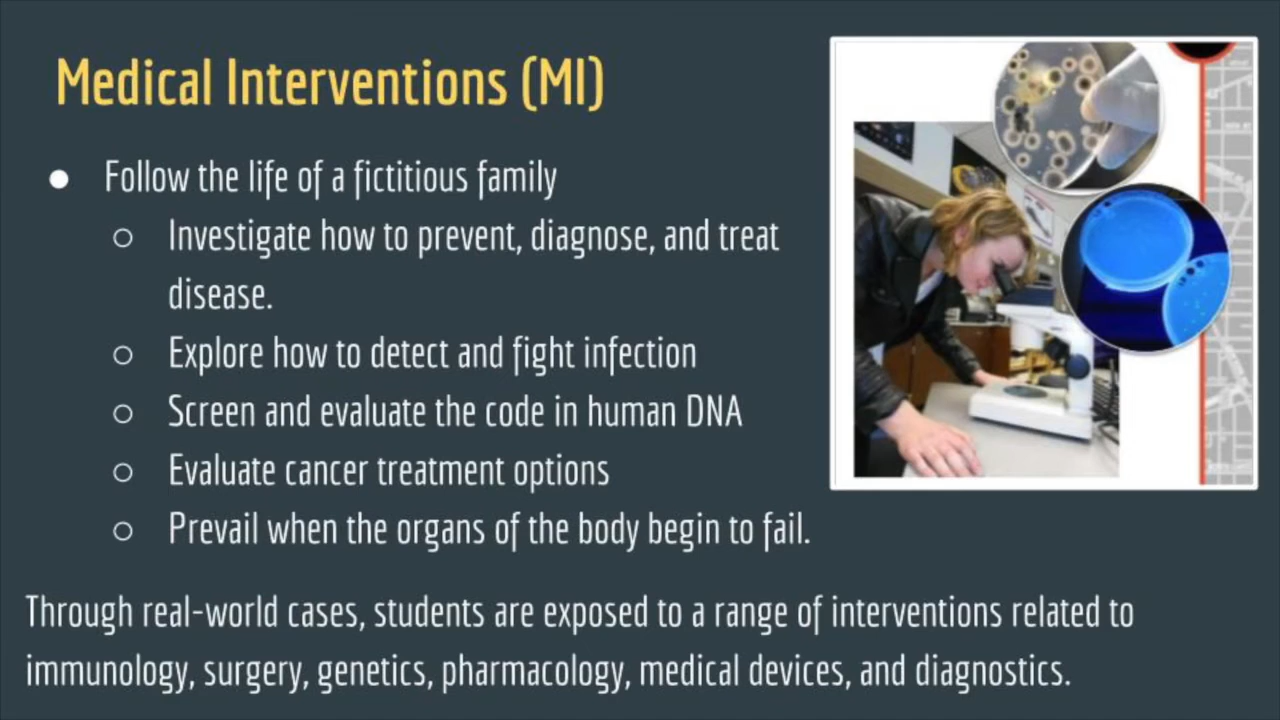 Medical Interventions (MI)
● Follow the life of a fictitious family
○ Investigate how to prevent, diagnose, and treat
disease.
○ Explore how to detect and fight infection
○ Screen and evaluate the code in human DNA
○ Evaluate cancer treatment options
○ Prevail when the organs of the body begin to fail.
Through real-world cases, students are exposed to a range of interventions related to
immunology, surgery, genetics, pharmacology, medical devices, and diagnostics.